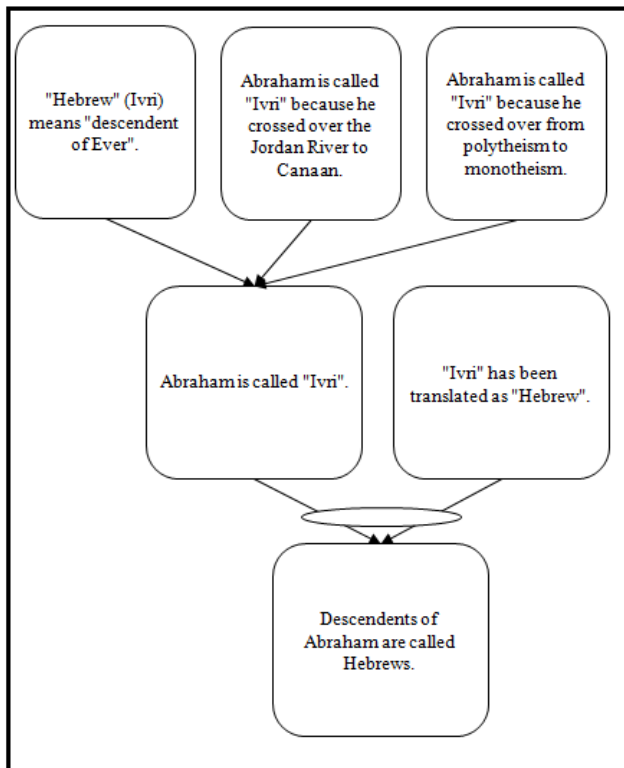 "Hebrew" (Ivri)
means "descendent
of Ever".
Abraham is called
"Ivri" because he
crossed over the
Jordan River to
Canaan.
Abraham is called
"Ivri" because he
crossed over from
polytheism to
monotheism.
Abraham is called "Ivri".
"Ivri" has been
translated as "Hebrew".
Descendents of
Abraham are called
Hebrews.